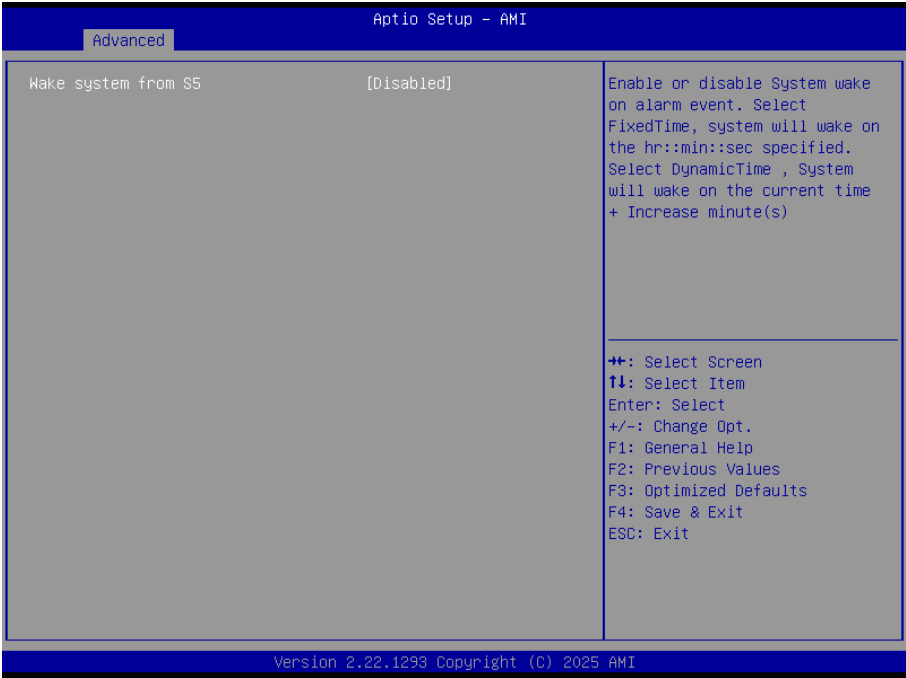 Aptio Setup – AMI
Advanced
Wake system from S5 [Disabled]
Enable or disable System wake
on alarm event. Select
FixedTime, system will wake on
the hr::min::sec specified.
Select DynamicTime , System
will wake on the current time
+ Increase minute(s)
→←: Select Screen
↑↓: Select Item
Enter: Select
+/-: Change Opt.
F1: General Help
F2: Previous Values
F3: Optimized Defaults
F4: Save & Exit
ESC: Exit
Version 2.22.1293 Copyright (C) 2025 AMI